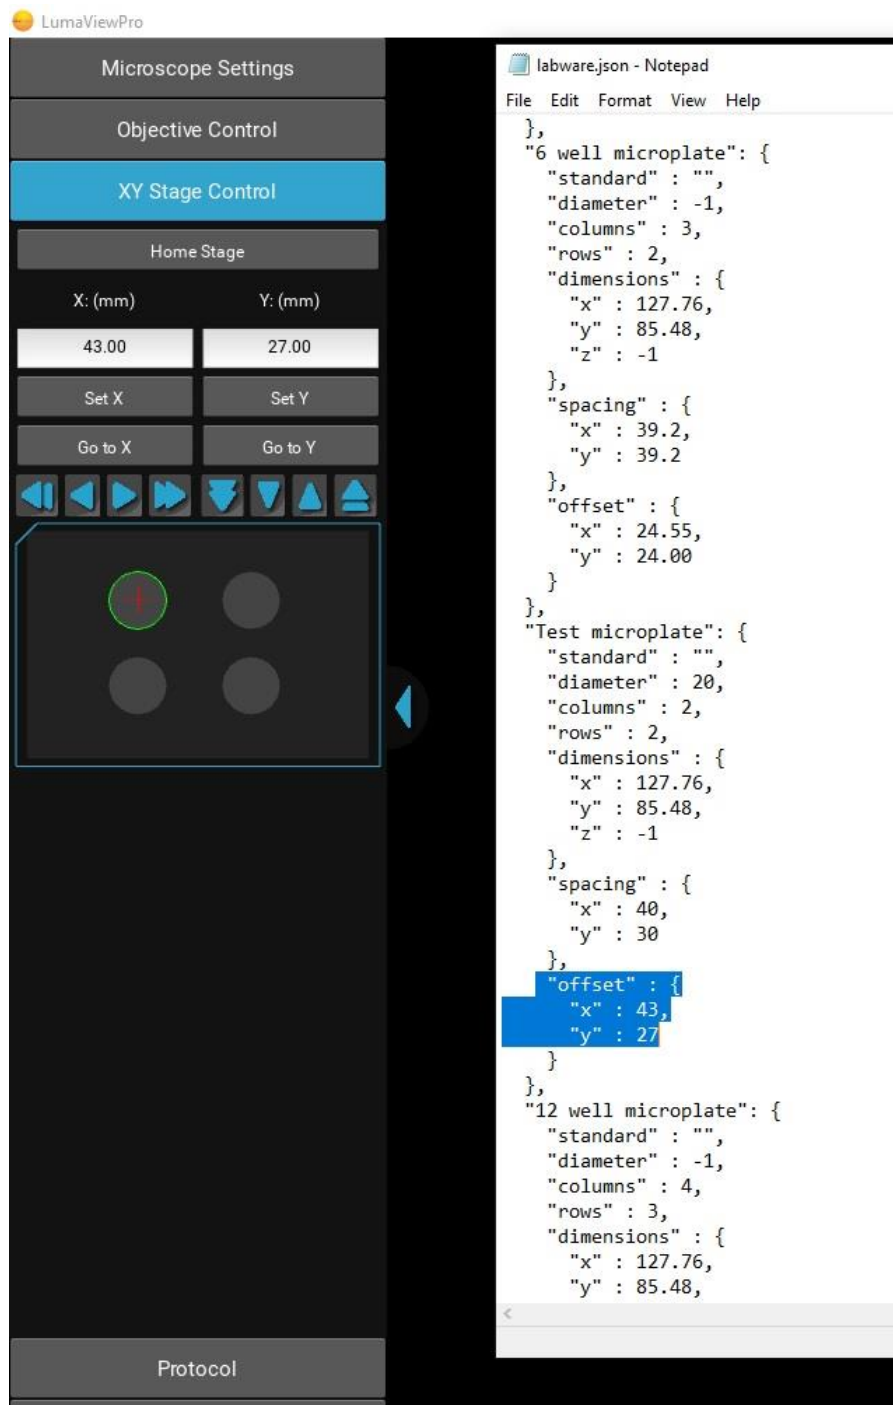 LumaViewPro
Microscope Settings
Objective Control
XY Stage Control
Home Stage
X: (mm) Y: (mm)
43.00 27.00
Set X Set Y
Go to X Go to Y
Protocol
labware.json - Notepad
File Edit Format View Help
},
"6 well microplate": {
"standard" : "",
"diameter" : -1,
"columns" : 3,
"rows" : 2,
"dimensions" : {
"x" : 127.76,
"y" : 85.48,
"z" : -1
},
"spacing" : {
"x" : 39.2,
"y" : 39.2
},
"offset" : {
"x" : 24.55,
"y" : 24.00
}
},
"Test microplate": {
"standard" : "",
"diameter" : 20,
"columns" : 2,
"rows" : 2,
"dimensions" : {
"x" : 127.76,
"y" : 85.48,
"z" : -1
},
"spacing" : {
"x" : 40,
"y" : 30
},
"offset" : {
"x" : 43,
"y" : 27
}
},
"12 well microplate": {
"standard" : "",
"diameter" : -1,
"columns" : 4,
"rows" : 3,
"dimensions" : {
"x" : 127.76,
"y" : 85.48,